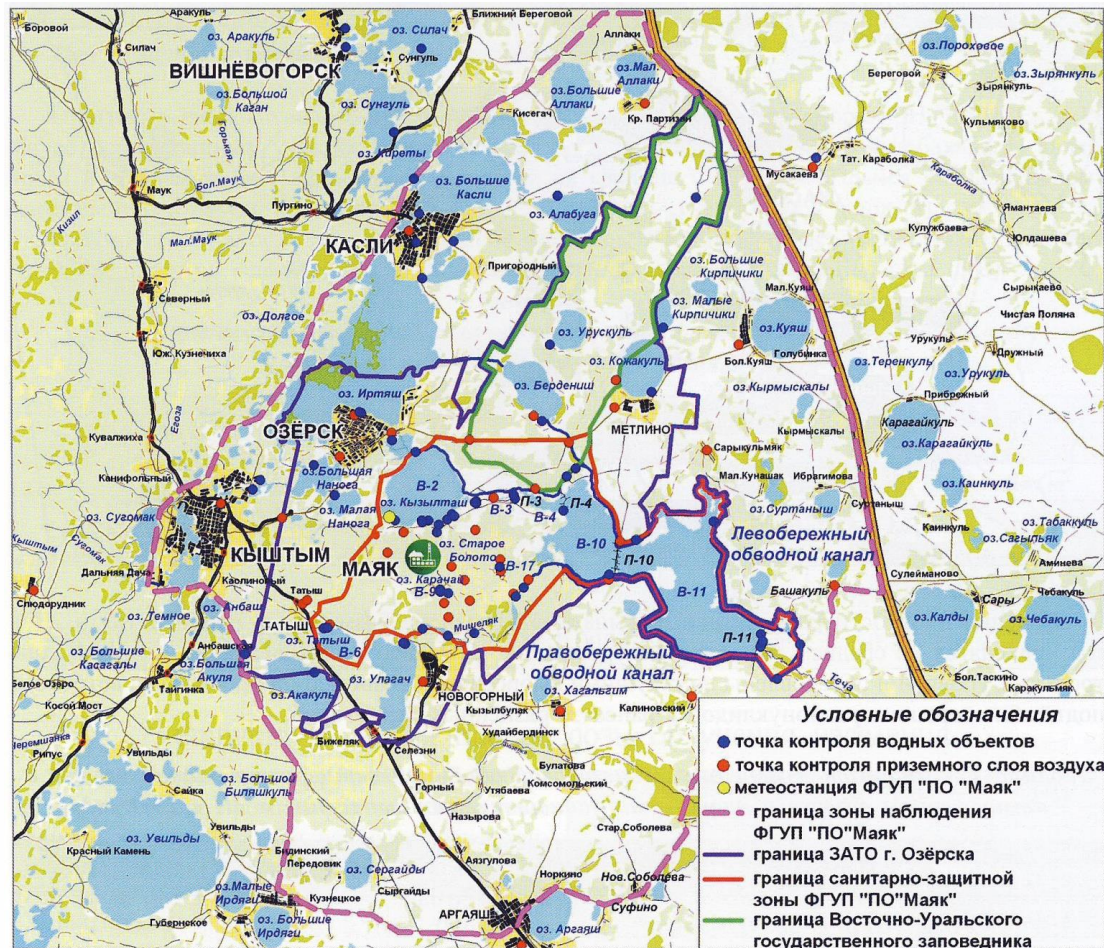 Боровой
Аракуль
оз. Аракуль
Силач
оз. Силач
Сунгуль
Ближний Береговой
ВИШНЁВОГОРСК
оз.Большой
Каган
оз. Сунгуль
Горькая
оз. Киреты
Аллаки
оз.Мал.
Аллаки
оз.Большие
Аллаки
Кисегач
Кр. Партизан
оз.Пороховое
Береговой
оз.Зырянкуль
Зырянкуль
Кульмяково
Тат. Караболка
Мусакаева
Караболка
Ямантаева
Кулужбаева
Юлдашева
Сырыкаево
Чистая Поляна
Маук
Бол.Маук
Пургино
оз. Большие
Касли
Кизил
Мал.Маук
КАСЛИ
оз. Алабуга
Пригородный
Северный
оз. Долгое
Юж. Кузнечиха
оз. Большие
Кирпичики
Мал.Куяш
оз. Малые
Кирпичики
оз.Куяш
Голубинка
Бол.Куяш
оз. Урускуль
оз. Кожакуль
оз. Бердениш
МЕТЛИНО
оз.Теренкуль
Урукуль
Дружный
оз.Урукуль
Прибрежный
оз.Кырмыскалы
Карагайкуль
Кырмыскалы
оз.Карагайкуль
Сарыкульмяк
Мал.Кунашак
Ибрагимова
оз.Суртаныш
Суртаныш
оз.Каинкуль
Каинкуль
оз.Табаккуль
оз.Сагыльяк
Аминева
Сулейманово
Егоза
Кувалжиха
оз. Иртяш
ОЗЁРСК
Канифольный
оз.Большая
Нанога
оз. Малая
Нанога
В-2
оз. Кызылташ
П-3
В-3
П-4
В-4
оз. Сугомак
Сугомак
Кыштым
КЫШТЫМ
МАЯК
оз. Старое
Болото
В-10
П-10
В-17
оз. Карачай
В-9
Левобережный
обводной канал
В-11
Башакуль
П-11
Дальняя Дача
Каолиновый
Слюдорудник
оз. Темное
оз. Анбаш
Татыш
ТАТЫШ
оз. Татыш
В-6
Мишеляк
оз. Большие
Касагалы
Анбашская
оз.Большая
Акуля
Тайгинка
Белое Озеро
Косой Мост
оз. Акакуль
оз. Улагач
НОВОГОРНЫЙ
Правобережный
обводной канал
оз. Хагальгим
Калиновский
Теча
оз.Калды
Сары
Чебакуль
оз.Чебакуль
Бол.Таскино
Каракульмяк
Кызылбулак
Худайбердинск
Рипус
Увильды
Бижеляк
Селезни
Булатова
Комсомольский
Утябаева
Горный
Сайка
оз. Большой
Биляшкуль
Назырова
Стар.Соболева
оз. Увильды
Красный Камень
Увильды
Бидинский
Передовик
Аязгулова
оз.Сергайды
Сыргайды
Кузнецкое
оз.Малые
Ирдяги
Губернское
оз. Большие
Ирдяги
Норкино
Нов.Соболева
Суфино
АРГАЯШ
оз. Аргаяш
Условные обозначения
точка контроля водных объектов
точка контроля приземного слоя воздуха
метеостанция ФГУП "ПО "Маяк"
граница зоны наблюдения
ФГУП "ПО"Маяк"
граница ЗАТО г. Озёрска
граница санитарно-защитной
зоны ФГУП "ПО"Маяк"
граница Восточно-Уральского
государственного заповедника